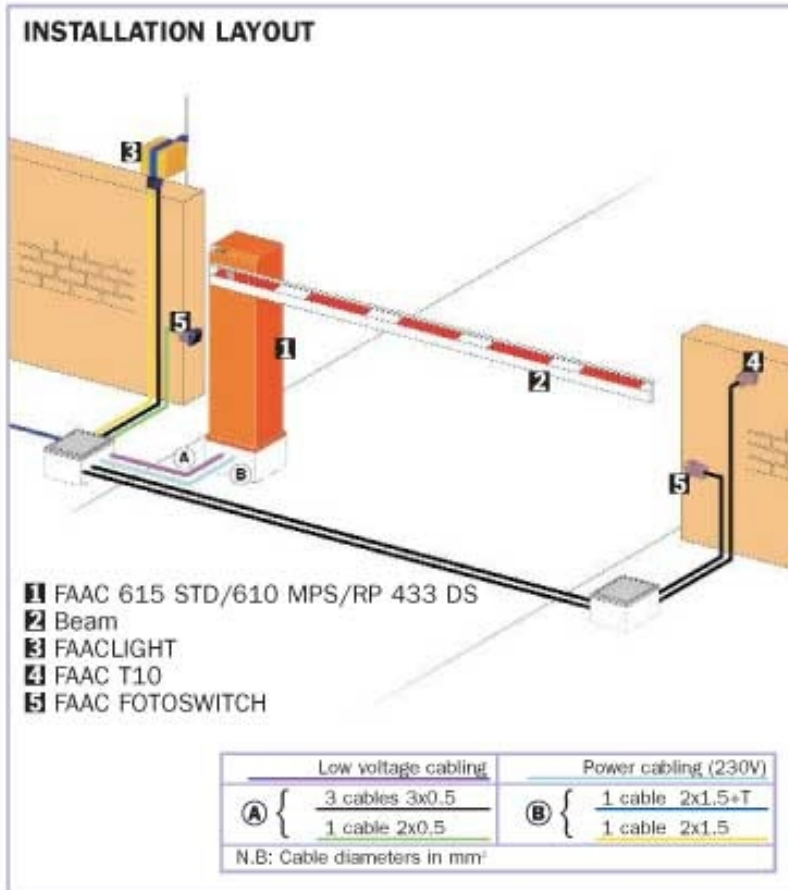 INSTALLATION LAYOUT
3
5
1
2
4
5
A
B
1 FAAC 615 STD/610 MPS/RP 433 DS
2 Beam
3 FAACLIGHT
4 FAAC T10
5 FAAC FOTOSWITCH
Low voltage cabling
Power cabling (230V)
A { 3 cables 3x0.5
1 cable 2x0.5
B { 1 cable 2x1.5+T
1 cable 2x1.5
N.B: Cable diameters in mm²